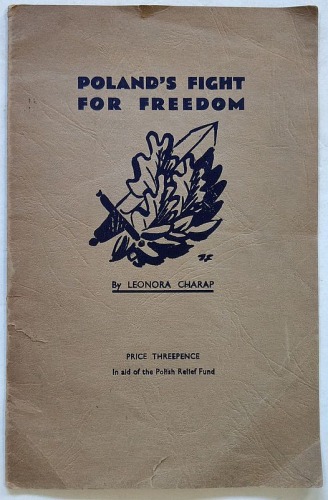 POLAND'S FIGHT
FOR FREEDOM
By LEONORA CHARAP
PRICE THREEPENCE
In aid of the Polish Relief Fund